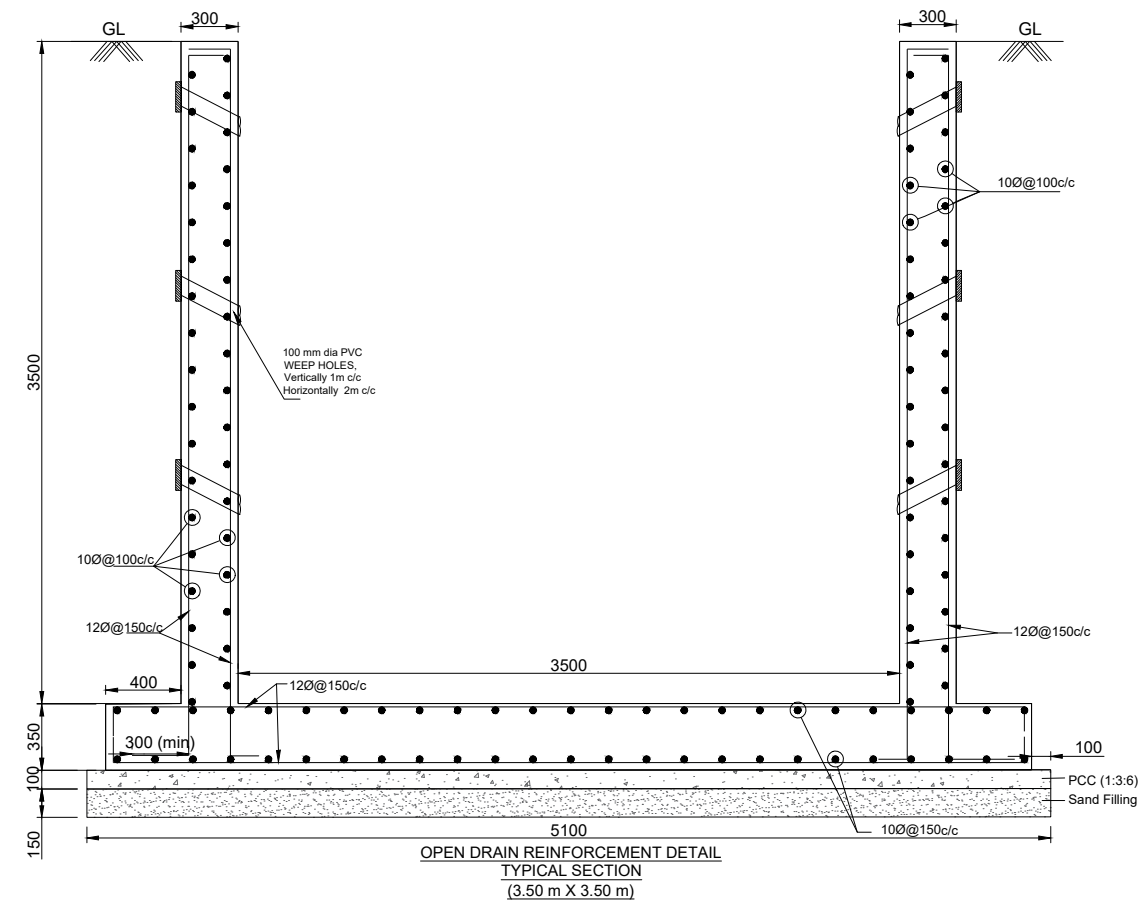 300
300
GL
GL
10Ø@100c/c
3500
100 mm dia PVC
WEEP HOLES,
Vertically 1m c/c
Horizontally 2m c/c
10Ø@100c/c
12Ø@150c/c
12Ø@150c/c
3500
400
12Ø@150c/c
350
300 (min)
100
100
PCC (1:3:6)
Sand Filling
150
5100
10Ø@150c/c
OPEN DRAIN REINFORCEMENT DETAIL
TYPICAL SECTION
(3.50 m X 3.50 m)